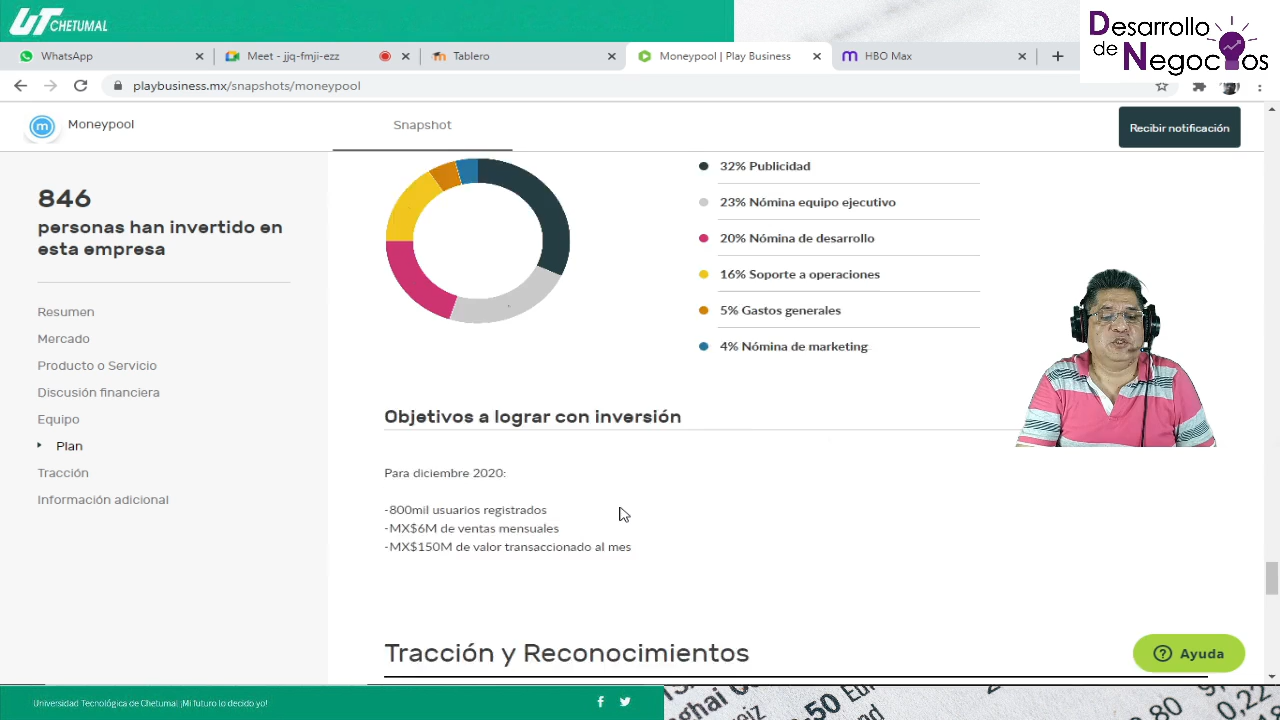 UT CHETUMAL
Desarrollo
de Negocios
WhatsApp
Meet - jjq-fmji-ezz
Tablero
Moneypool | Play Business
HBO Max
playbusiness.mx/snapshots/moneypool
Moneypool
Snapshot
Recibir notificación
846
personas han invertido en
esta empresa
Resumen
Mercado
Producto o Servicio
Discusión financiera
Equipo
Plan
Tracción
Información adicional
32% Publicidad
23% Nómina equipo ejecutivo
20% Nómina de desarrollo
16% Soporte a operaciones
5% Gastos generales
4% Nómina de marketing
Objetivos a lograr con inversión
Para diciembre 2020:
-800mil usuarios registrados
-MX$6M de ventas mensuales
-MX$150M de valor transaccionado al mes
Tracción y Reconocimientos
Ayuda
Universidad Tecnológica de Chetumal ¡Mi futuro lo decido yo!